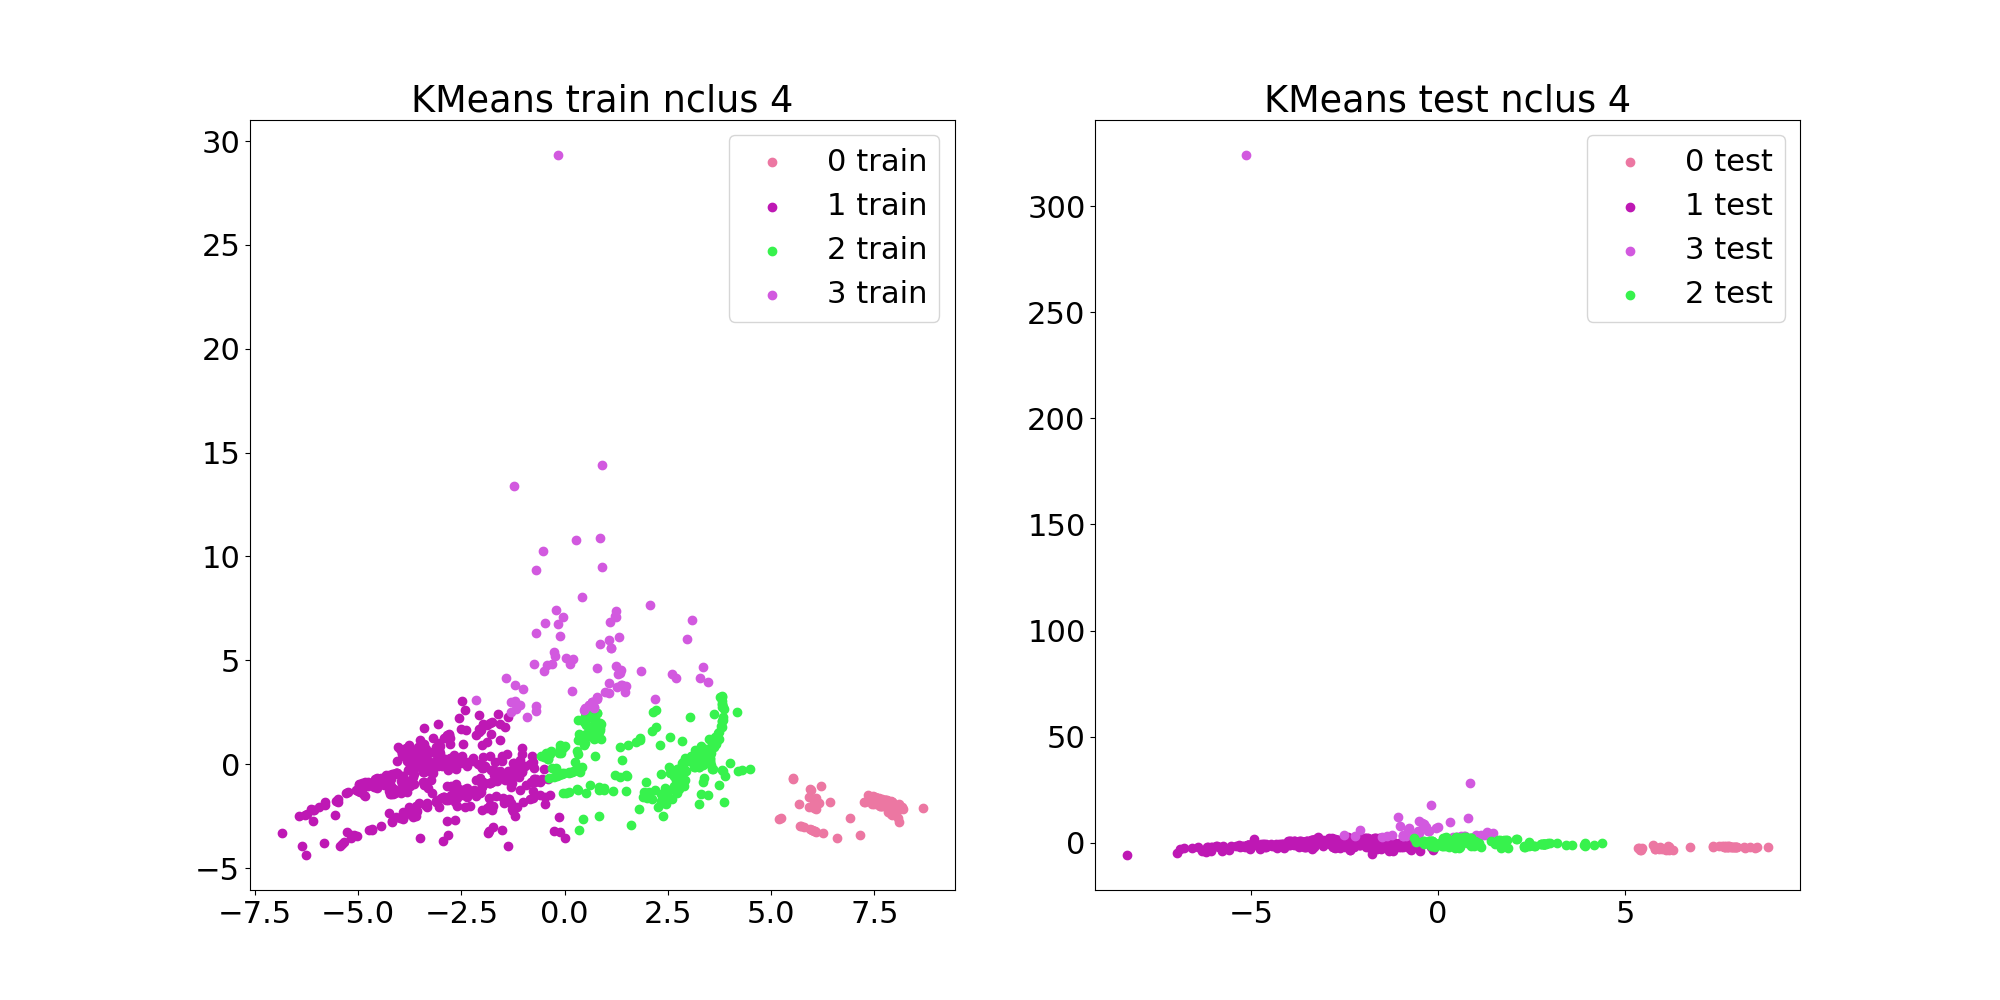 KMeans train nclus 4
30
25
20
15
10
5
0
−5
−7.5 −5.0 −2.5 0.0 2.5 5.0 7.5
0 train
1 train
2 train
3 train
KMeans test nclus 4
300
250
200
150
100
50
0
−5 0 5
0 test
1 test
3 test
2 test